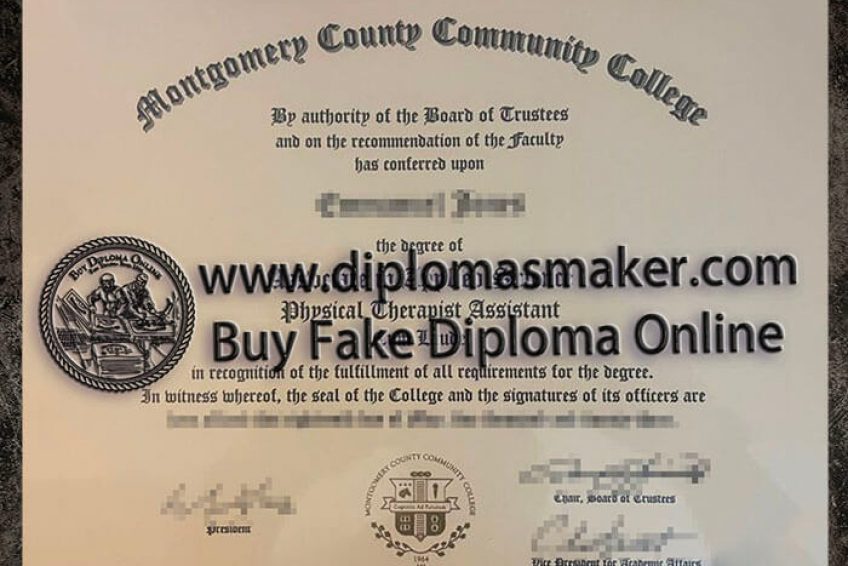 Montgomery County Community College
By authority of the Board of Trustees
and on the recommendation of the Faculty
has conferred upon
the degree of
BUY DIPLOMA ONLINE
www.diplomasmaker.com
Physical Therapist Assistant
Buy Fake Diploma Online
in recognition of the fulfillment of all requirements for the degree.
In witness whereof, the seal of the College and the signatures of its officers are
MONTGOMERY COUNTY COMMUNITY COLLEGE
1964
President
Chair, Board of Trustees
Vice President for Academic Affairs